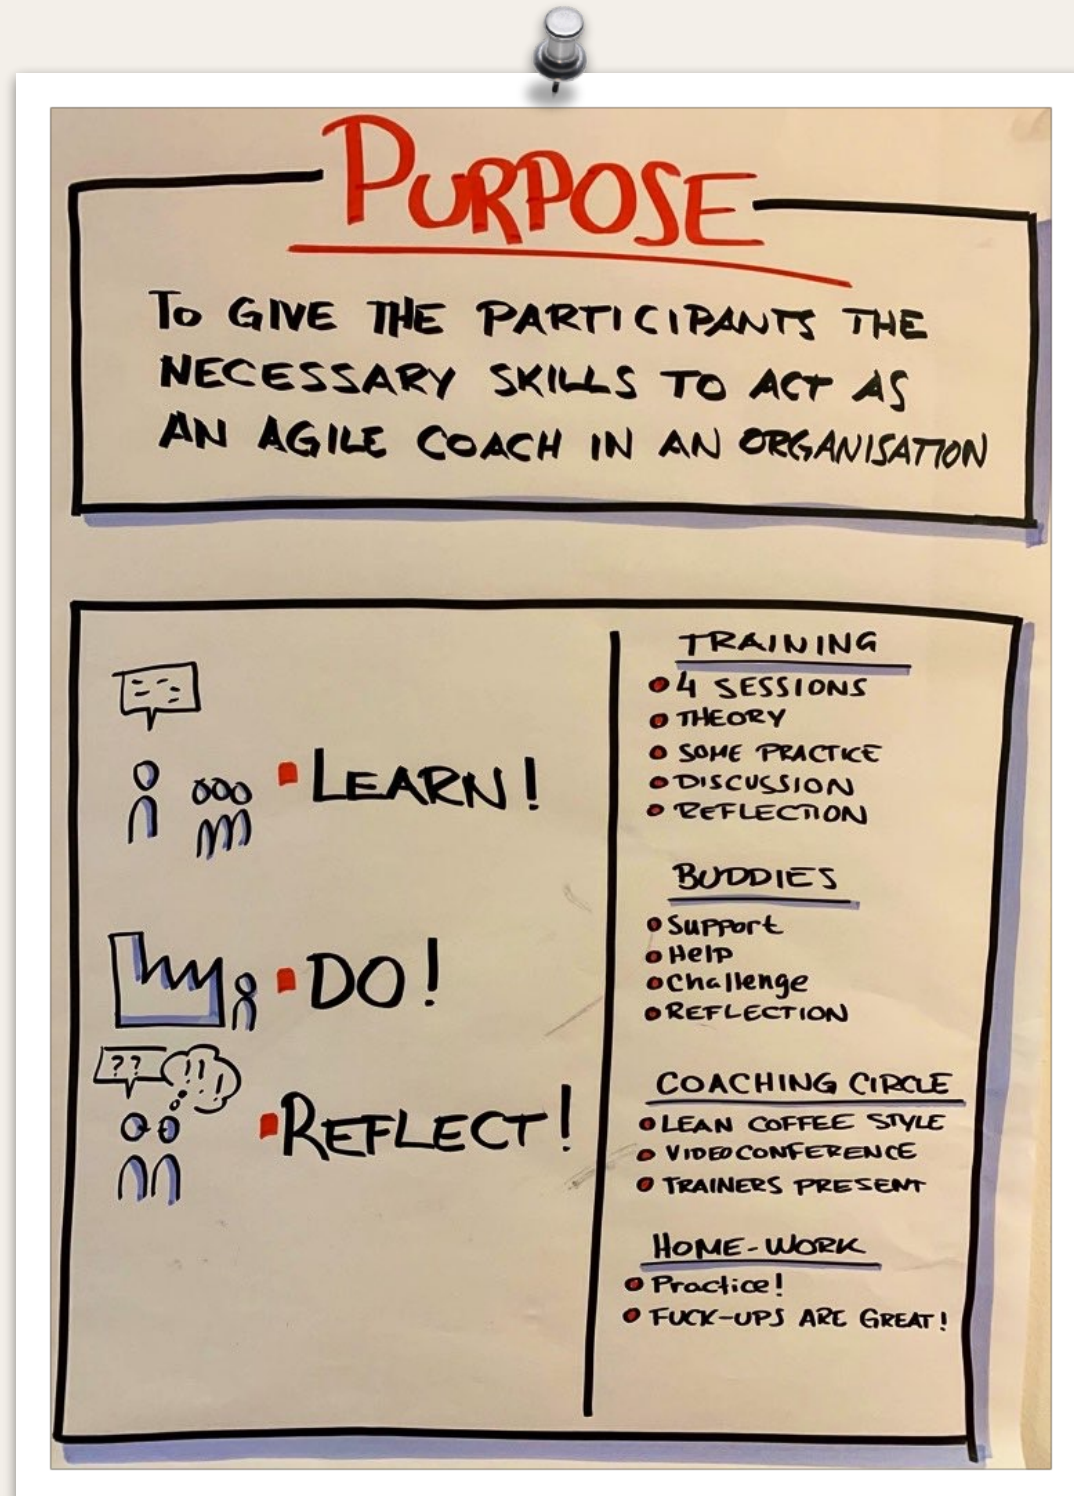 PURPOSE
To GIVE THE PARTICIPANTS THE
NECESSARY SKILLS TO ACT AS
AN AGILE COACH IN AN ORGANISATION
LEARN!
DO!
??
!!!
REFLECT!
TRAINING
4 SESSIONS
THEORY
SOME PRACTICE
DISCUSSION
REFLECTION
BUDDIES
Support
Help
Challenge
REFLECTION
COACHING CIRCLE
LEAN COFFEE STYLE
VIDEOCONFERENCE
TRAINERS PRESENT
HOME-WORK
Practice!
FUCK-UPS ARE GREAT!